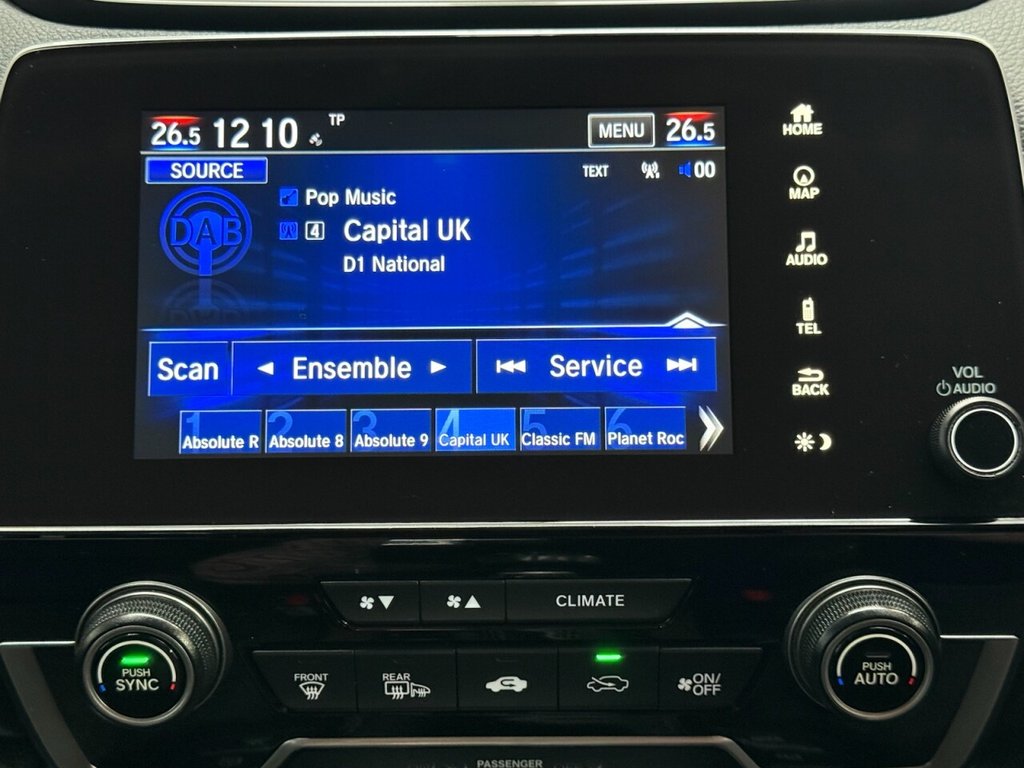 26.5 12 10 TP MENU 26.5
SOURCE TEXT 00
DAB
Pop Music
4 Capital UK
D1 National
Scan Ensemble Service
1 Absolute R 2 Absolute 8 3 Absolute 9 4 Capital UK 5 Classic FM 6 Planet Roc
HOME
MAP
AUDIO
TEL
BACK
VOL
AUDIO
CLIMATE
PUSH
SYNC
FRONT
REAR
ON/
OFF
PUSH
AUTO
PASSENGER